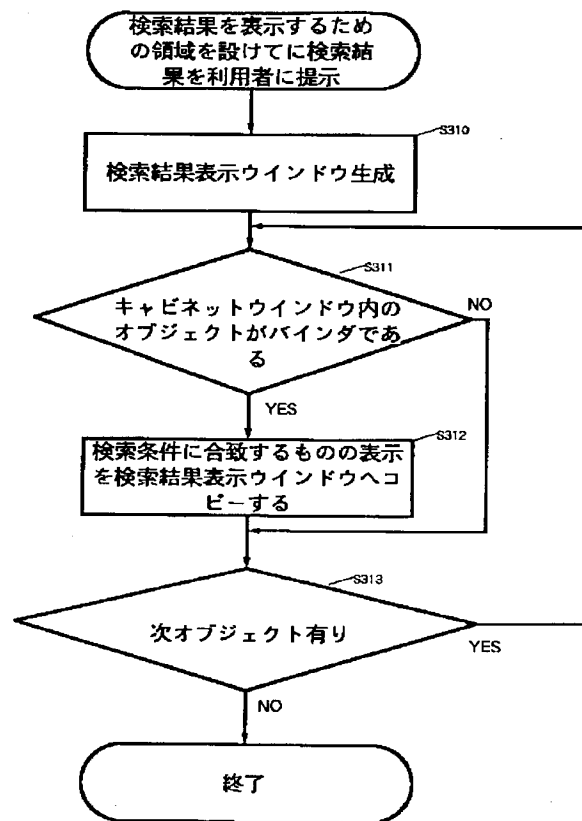 検索結果を表示するため
の領域を設けてに検索結
果を利用者に提示
S310
検索結果表示ウインドウ生成
S311
キャビネットウインドウ内の
オブジェクトがバインダであ
る
NO
YES
S312
検索条件に合致するものの表示
を検索結果表示ウインドウへコ
ピーする
S313
次オブジェクト有り
YES
NO
終了